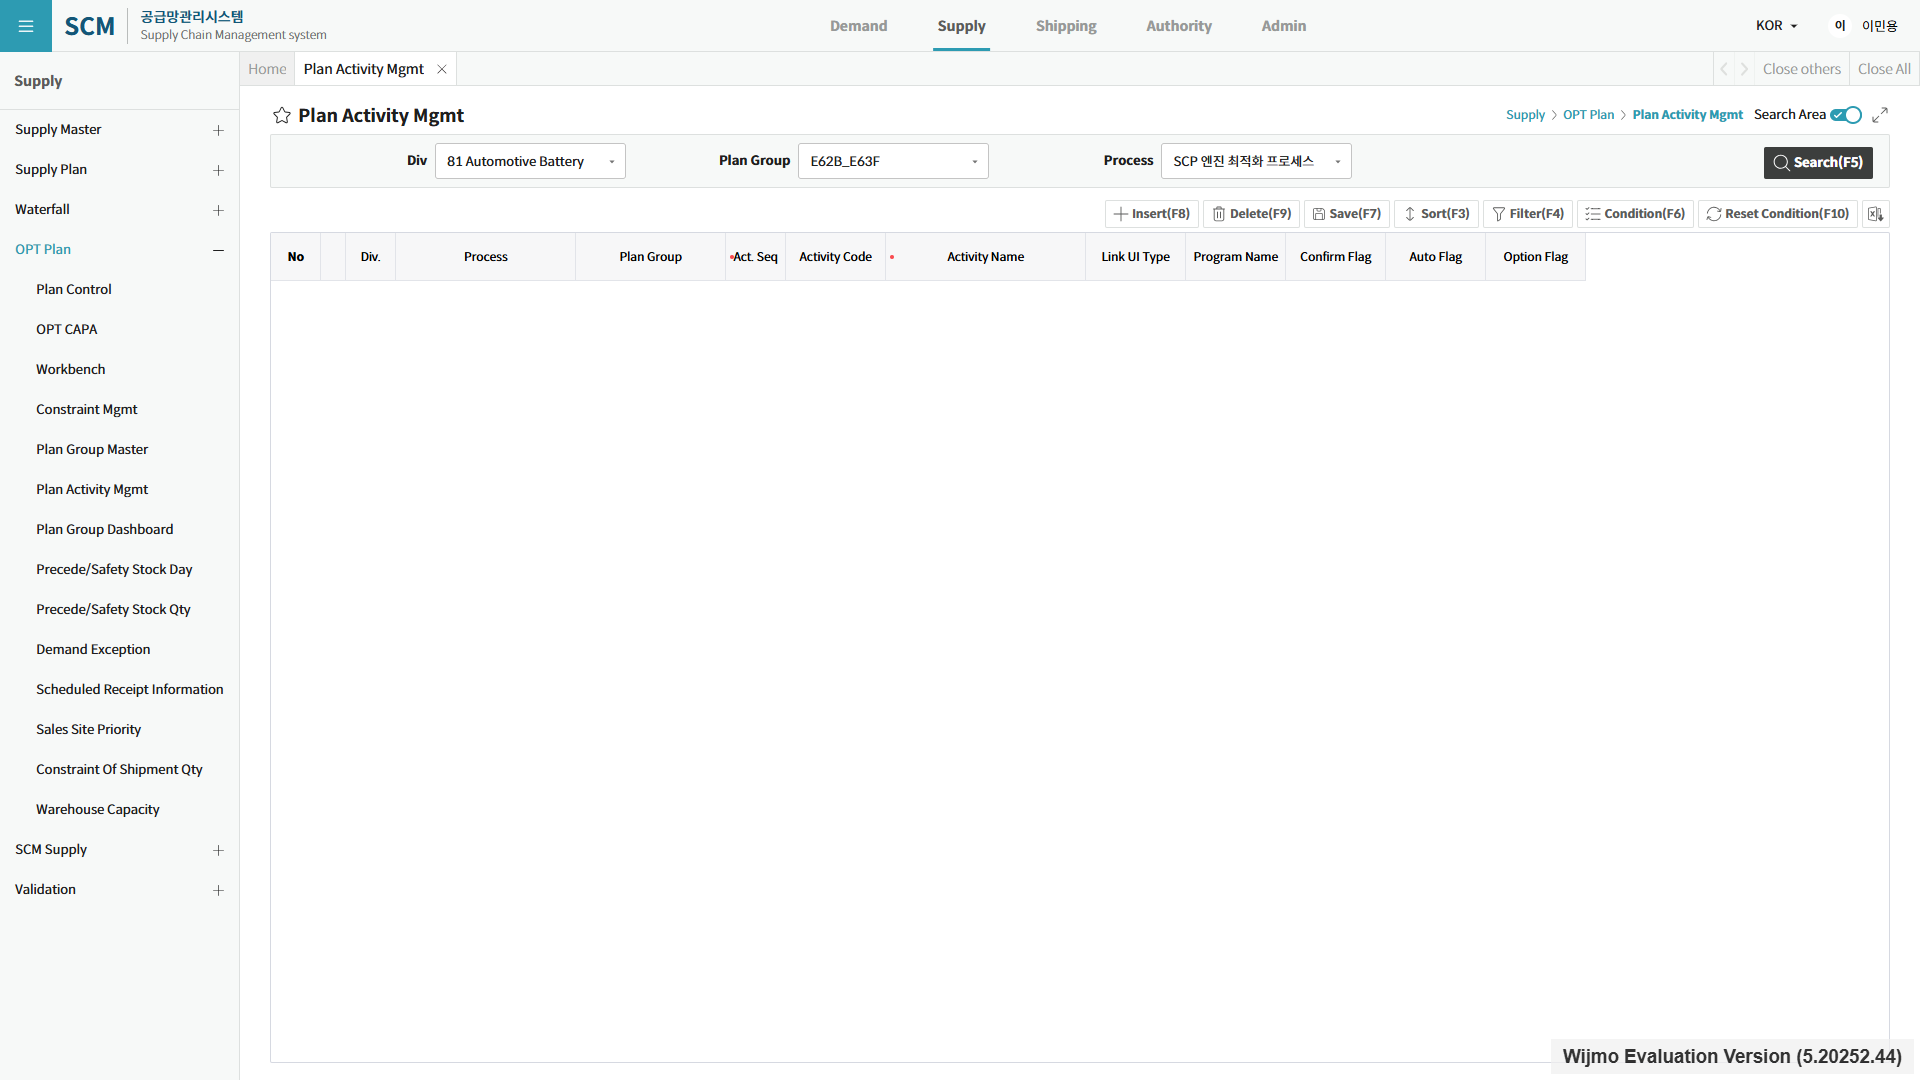 SCM
공급망관리시스템
Supply Chain Management system
Demand
Supply
Shipping
Authority
Admin
KOR
이
이민용
Supply
Home
Plan Activity Mgmt
Close others
Close All
Plan Activity Mgmt
Supply > OPT Plan > Plan Activity Mgmt
Search Area
Div
81 Automotive Battery
Plan Group
E62B_E63F
Process
SCP 엔진 최적화 프로세스
Search(F5)
Insert(F8)
Delete(F9)
Save(F7)
Sort(F3)
Filter(F4)
Condition(F6)
Reset Condition(F10)
No
Div.
Process
Plan Group
Act. Seq
Activity Code
Activity Name
Link UI Type
Program Name
Confirm Flag
Auto Flag
Option Flag
Supply Master
Supply Plan
Waterfall
OPT Plan
Plan Control
OPT CAPA
Workbench
Constraint Mgmt
Plan Group Master
Plan Activity Mgmt
Plan Group Dashboard
Precede/Safety Stock Day
Precede/Safety Stock Qty
Demand Exception
Scheduled Receipt Information
Sales Site Priority
Constraint Of Shipment Qty
Warehouse Capacity
SCM Supply
Validation
Wijmo Evaluation Version (5.20252.44)